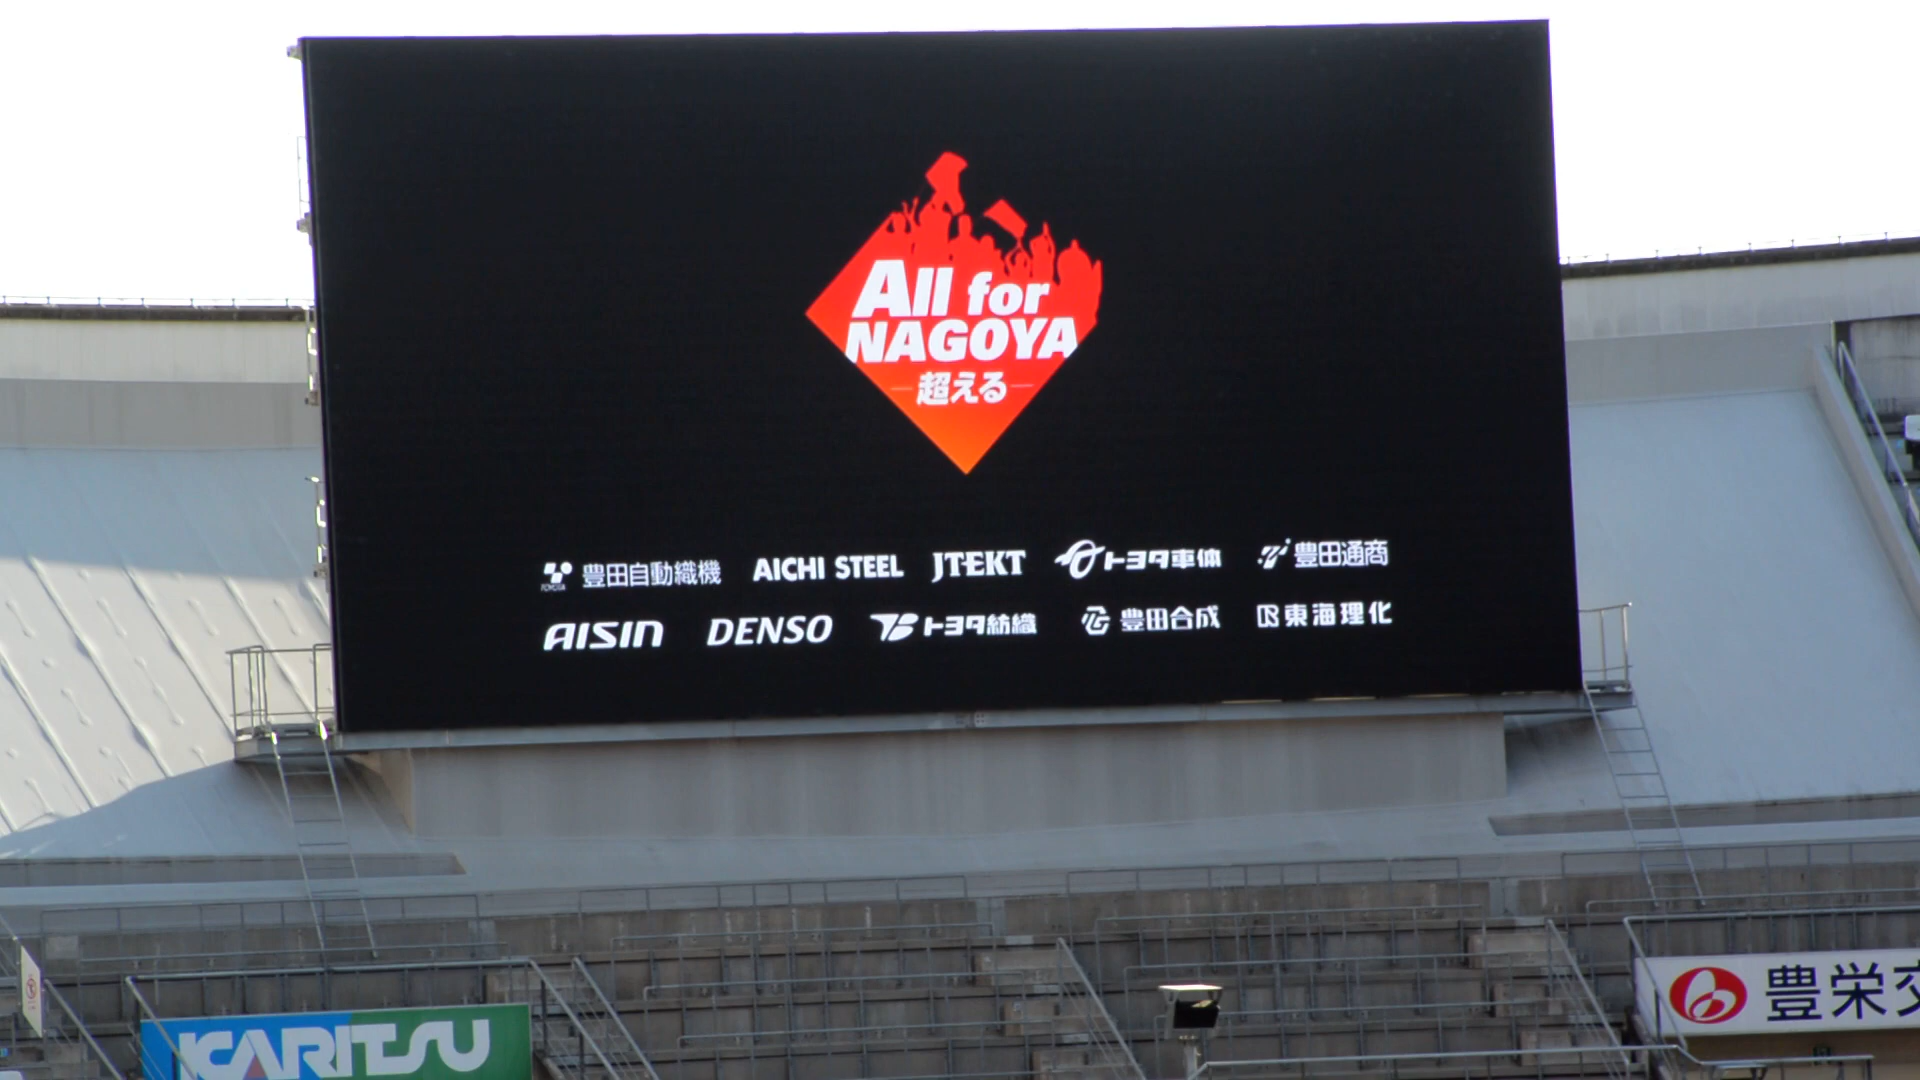 All for
NAGOYA
超える
TOYOTA 豊田自動織機 AICHI STEEL JTEKT トヨタ車体 豊田通商
AISIN DENSO トヨタ紡織 豊田合成 東海理化
KARITSU
豊栄交